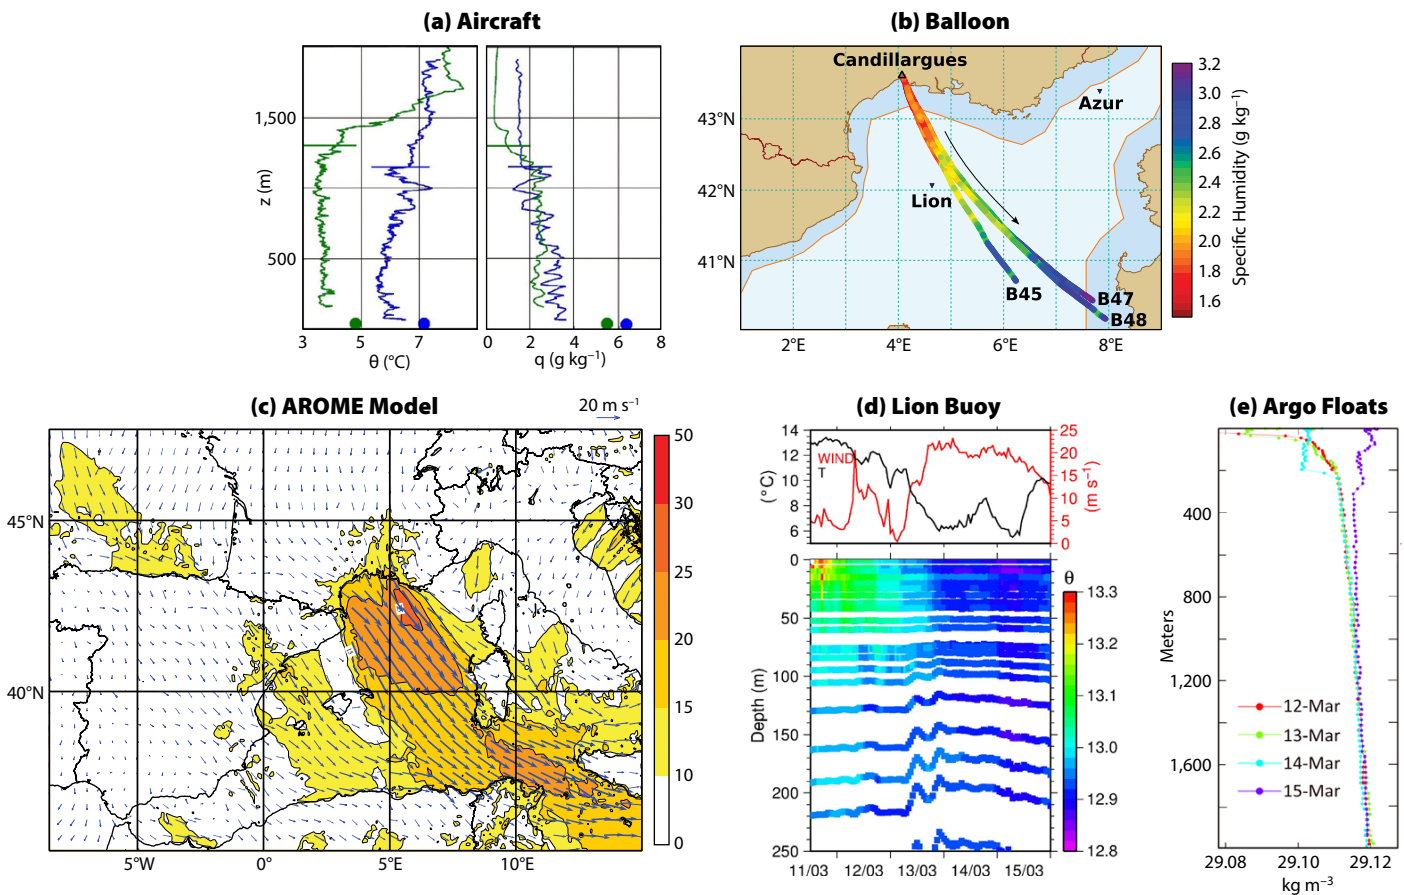 (a) Aircraft
1,500
500
z (m)
3
5
7
θ (°C)
0
2
4
6
8
q (g kg⁻¹)
(b) Balloon
Candillargues
Azur
Lion
B45
B47
B48
43°N
42°N
41°N
2°E
4°E
6°E
8°E
3.2
3.0
2.8
2.6
2.4
2.2
2.0
1.8
1.6
Specific Humidity (g kg⁻¹)
(c) AROME Model
20 m s⁻¹
45°N
40°N
5°W
0°
5°E
10°E
50
30
25
20
15
10
0
(d) Lion Buoy
14
12
10
8
6
(°C)
WIND
T
25
20
15
10
5
0
(m s⁻¹)
0
50
100
150
200
250
Depth (m)
11/03
12/03
13/03
14/03
15/03
θ
13.3
13.2
13.1
13.0
12.9
12.8
(e) Argo Floats
400
800
1,200
1,600
Meters
12-Mar
13-Mar
14-Mar
15-Mar
29.08
29.10
29.12
kg m⁻³